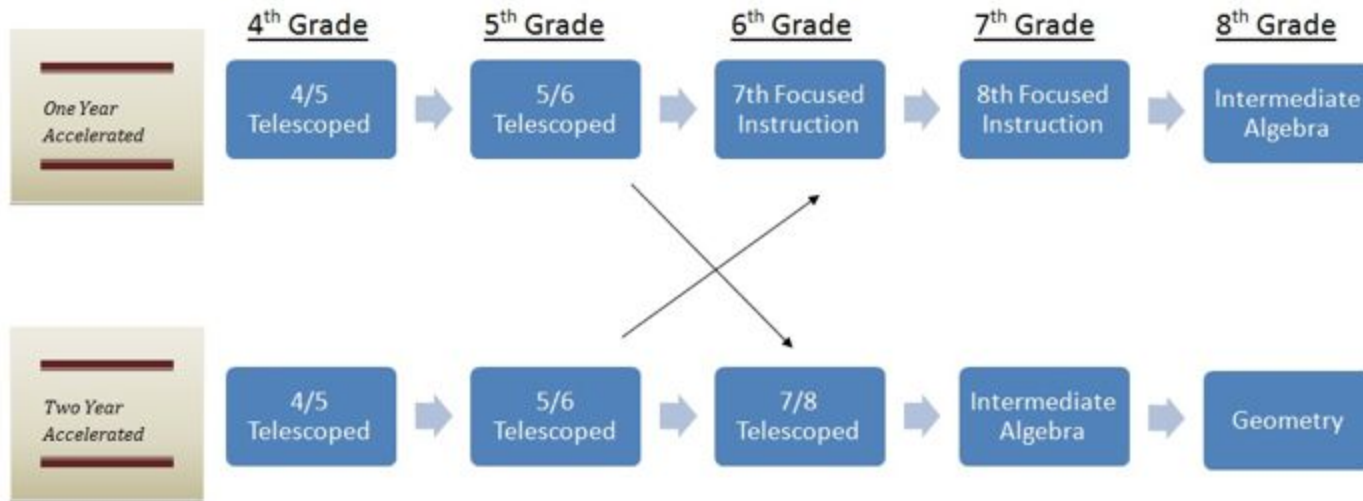 4th Grade
5th Grade
6th Grade
7th Grade
8th Grade
One Year
Accelerated
4/5
Telescoped
5/6
Telescoped
7th Focused
Instruction
8th Focused
Instruction
Intermediate
Algebra
Two Year
Accelerated
4/5
Telescoped
5/6
Telescoped
7/8
Telescoped
Intermediate
Algebra
Geometry